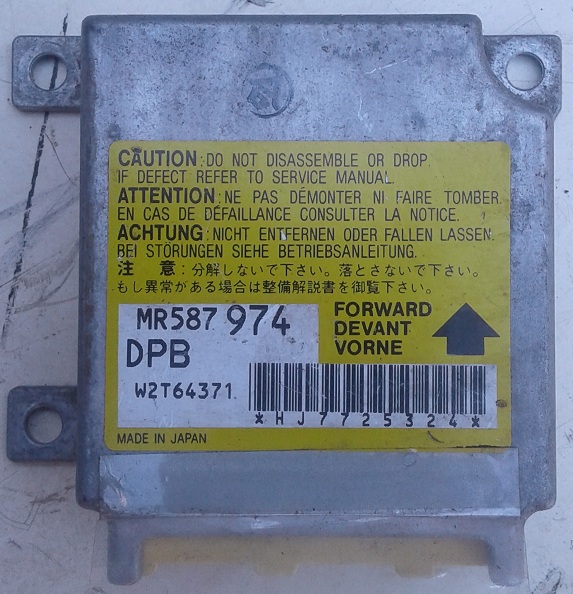 CAUTION: DO NOT DISASSEMBLE OR DROP.
IF DEFECT REFER TO SERVICE MANUAL.
ATTENTION: NE PAS DÉMONTER NI FAIRE TOMBER.
EN CAS DE DÉFAILLANCE CONSULTER LA NOTICE.
ACHTUNG: NICHT ENTFERNEN ODER FALLEN LASSEN.
BEI STÖRUNGEN SIEHE BETRIEBSANLEITUNG.
注 意:分解しないで下さい。落とさないで下さい。
もし異常がある場合は整備解説書を御覧下さい。
MR587 974
DPB
W2T64371
FORWARD
DEVANT
VORNE
*HJ7725324*
MADE IN JAPAN